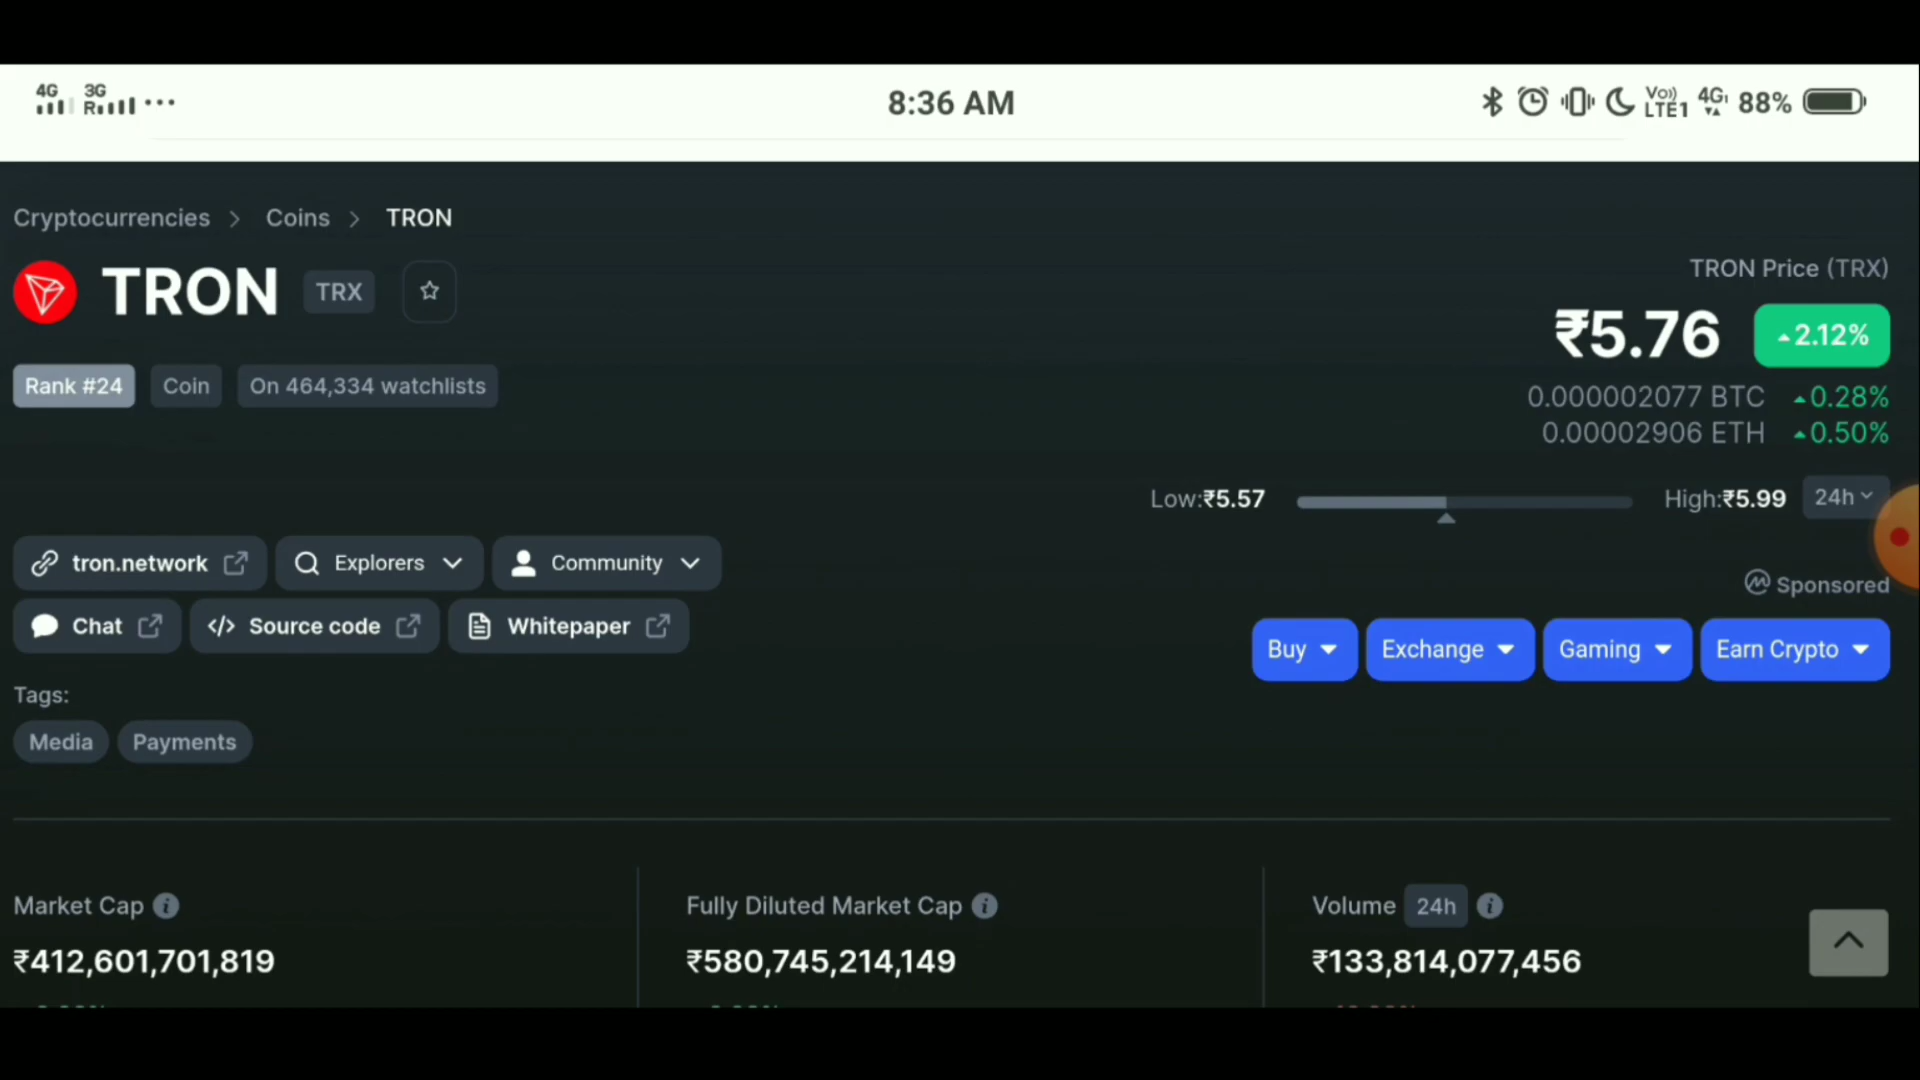 4G 3G R 8:36 AM Vo)) LTE1 4G 88%
Cryptocurrencies > Coins > TRON
TRON TRX
TRON Price (TRX)
₹5.76 2.12%
Rank #24 Coin On 464,334 watchlists
0.000002077 BTC 0.28%
0.00002906 ETH 0.50%
Low:₹5.57 High:₹5.99 24h
tron.network Explorers Community
Sponsored
Chat </> Source code Whitepaper
Buy Exchange Gaming Earn Crypto
Tags:
Media Payments
Market Cap Fully Diluted Market Cap Volume 24h
₹412,601,701,819 ₹580,745,214,149 ₹133,814,077,456